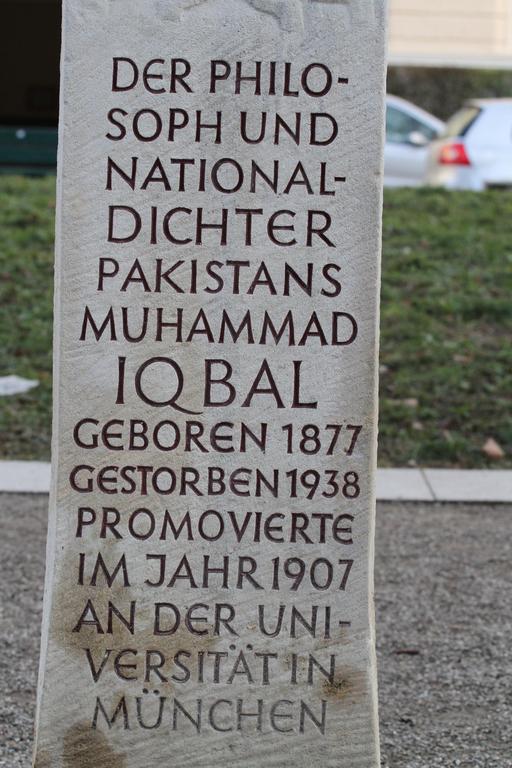 DER PHILO-
SOPH UND
NATIONAL-
DICHTER
PAKISTANS
MUHAMMAD
IQBAL
GEBOREN 1877
GESTORBEN 1938
PROMOVIERTE
IM JAHR 1907
AN DER UNI-
VERSITÄT IN
MÜNCHEN